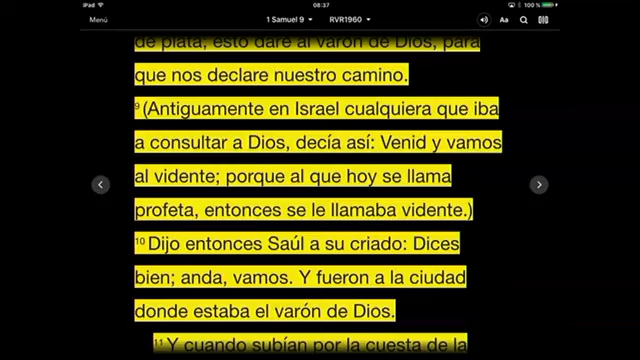 iPad
08:37
100 %
Menú
1 Samuel 9
RVR1960
Aa
de plata; esto daré al varón de Dios, para
que nos declare nuestro camino.
9 (Antiguamente en Israel cualquiera que iba
a consultar a Dios, decía así: Venid y vamos
al vidente; porque al que hoy se llama
profeta, entonces se le llamaba vidente.)
10 Dijo entonces Saúl a su criado: Dices
bien; anda, vamos. Y fueron a la ciudad
donde estaba el varón de Dios.
11 Y cuando subían por la cuesta de la